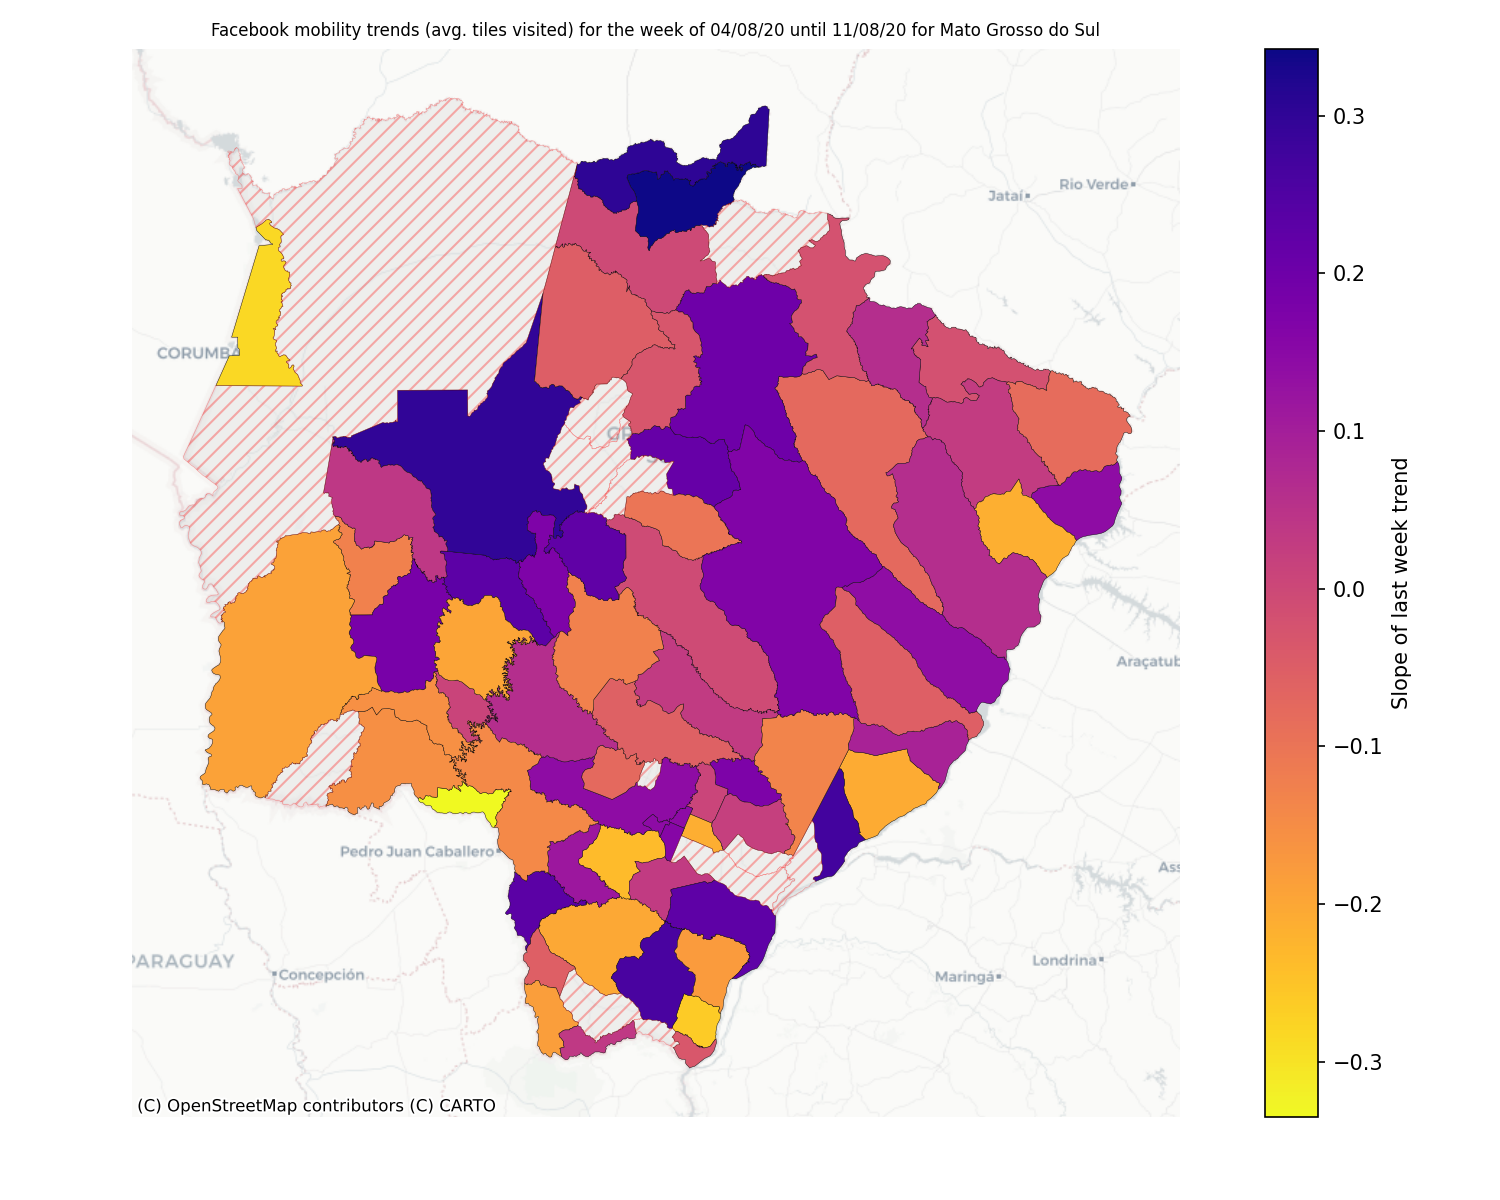 Facebook mobility trends (avg. tiles visited) for the week of 04/08/20 until 11/08/20 for Mato Grosso do Sul
Jataí
Rio Verde
CORUMBÁ
Araçatub
Pedro Juan Caballero
PARAGUAY
Concepción
Londrina
Maringá
(C) OpenStreetMap contributors (C) CARTO
0.3
0.2
0.1
0.0
−0.1
−0.2
−0.3
Slope of last week trend